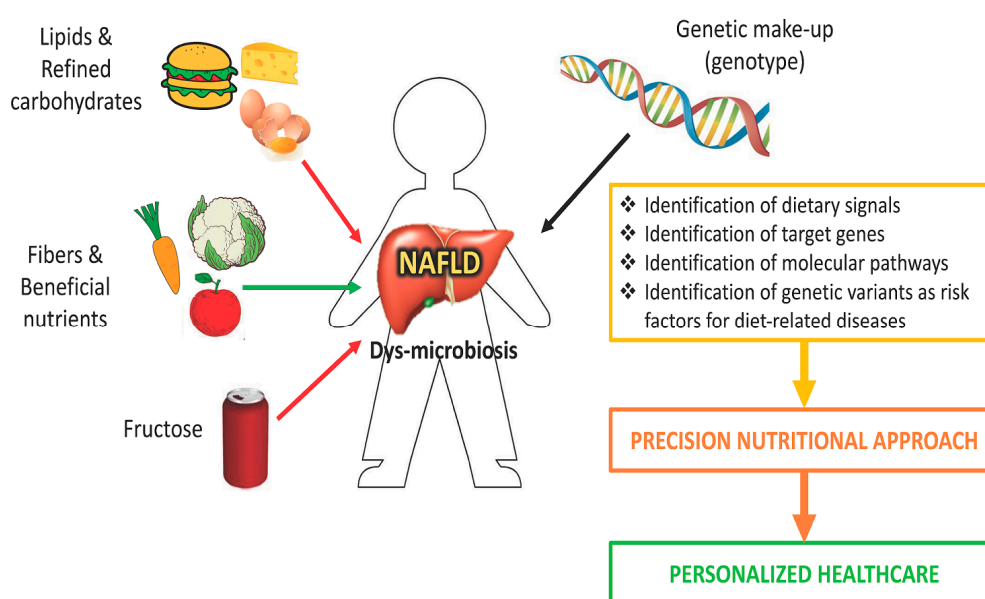 Lipids &
Refined
carbohydrates
Genetic make-up
(genotype)
Fibers &
Beneficial
nutrients
NAFLD
Dys-microbiosis
Fructose
❖ Identification of dietary signals
❖ Identification of target genes
❖ Identification of molecular pathways
❖ Identification of genetic variants as risk
factors for diet-related diseases
PRECISION NUTRITIONAL APPROACH
PERSONALIZED HEALTHCARE